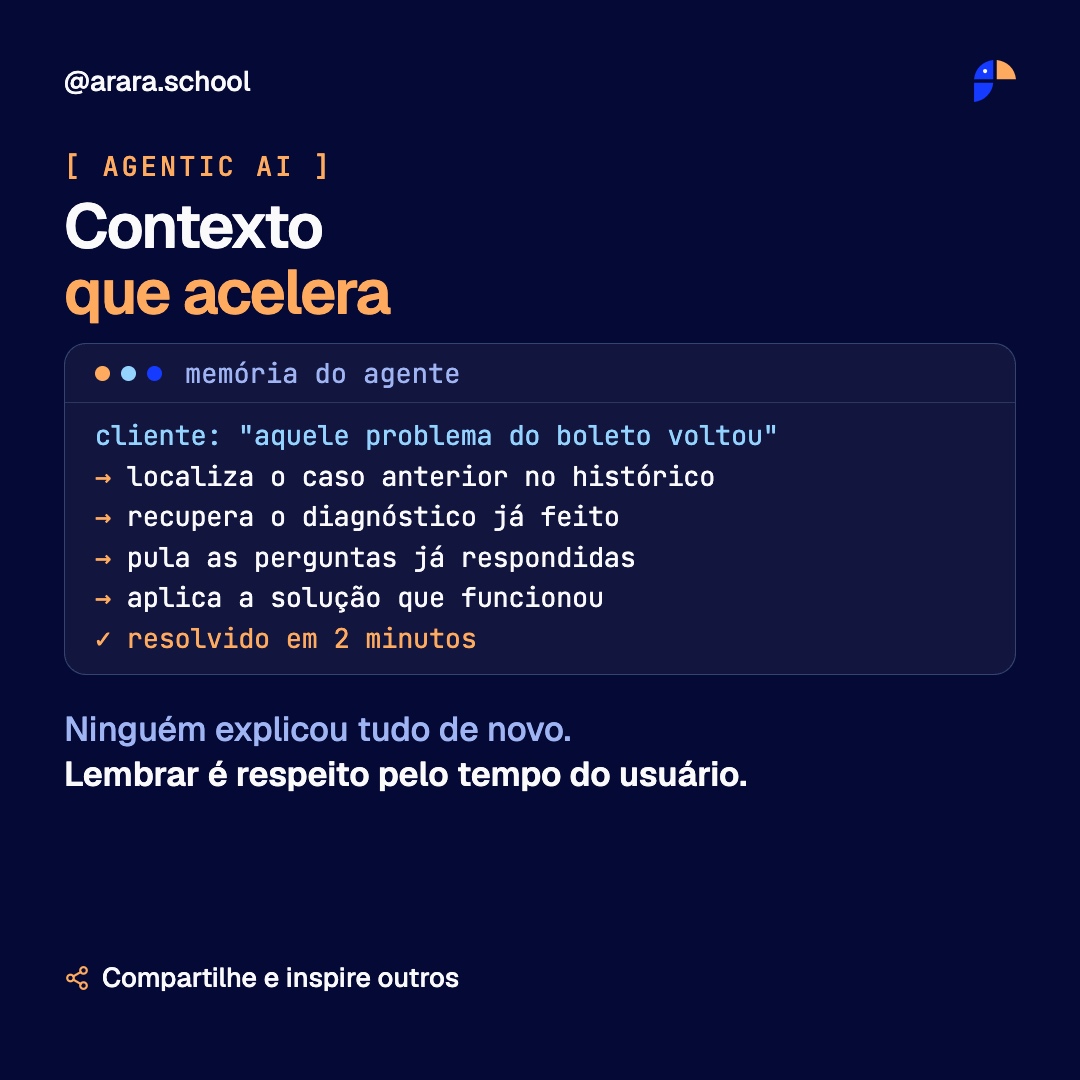 @arara.school
[ AGENTIC AI ]
Contexto
que acelera
memória do agente
cliente: "aquele problema do boleto voltou"
→ localiza o caso anterior no histórico
→ recupera o diagnóstico já feito
→ pula as perguntas já respondidas
→ aplica a solução que funcionou
✓ resolvido em 2 minutos
Ninguém explicou tudo de novo.
Lembrar é respeito pelo tempo do usuário.
Compartilhe e inspire outros